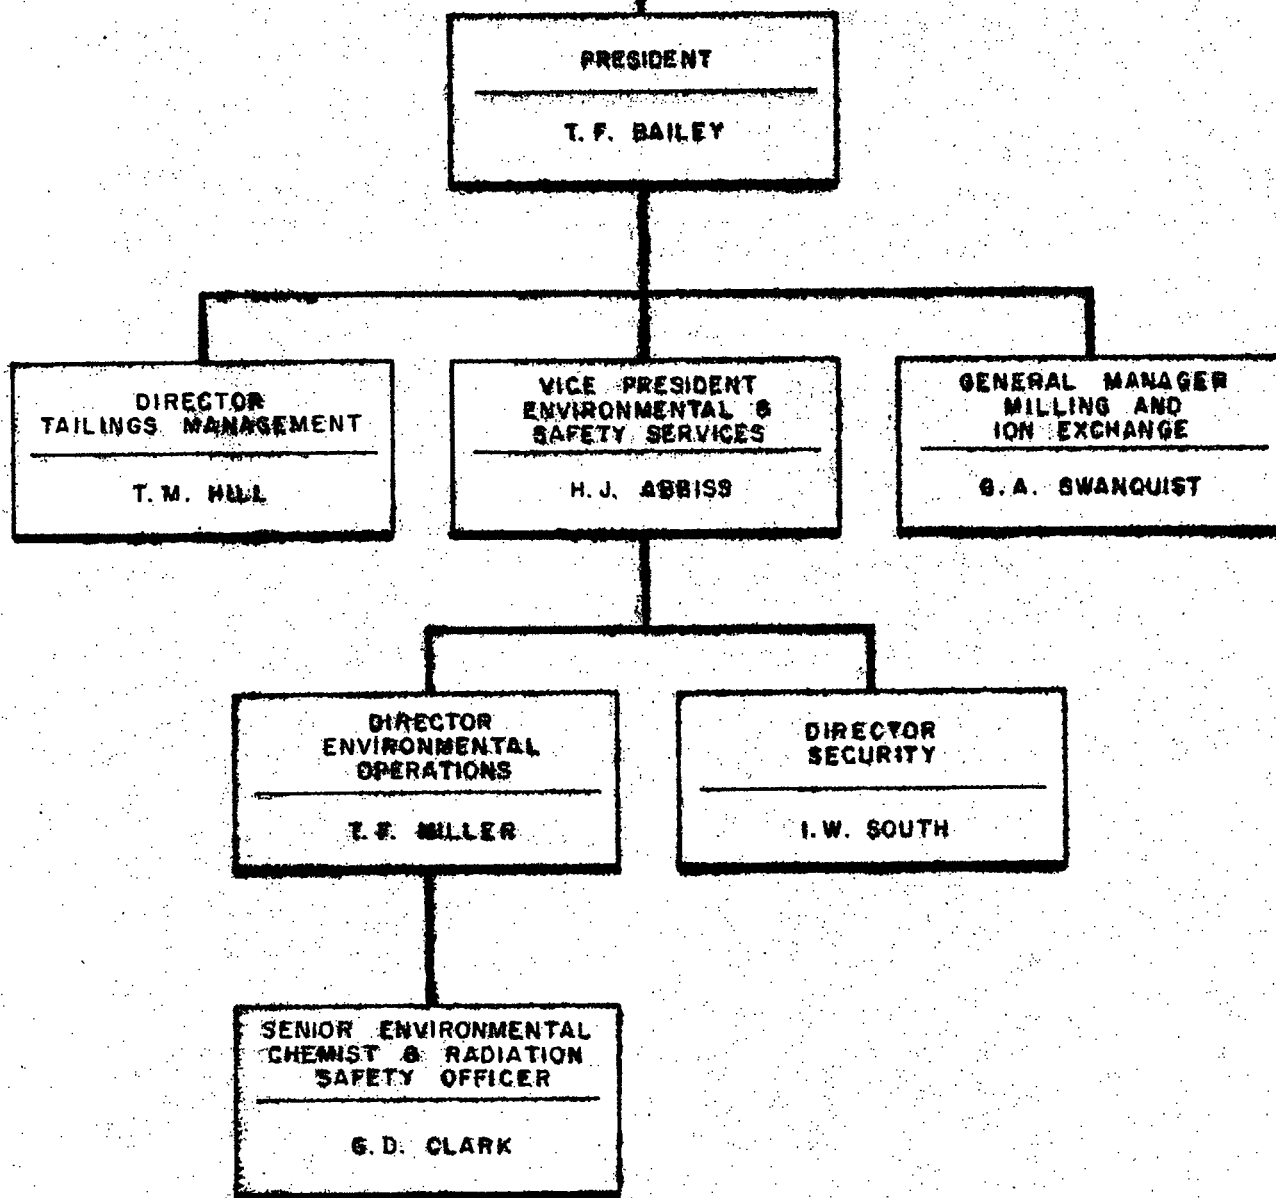 PRESIDENT
T. F. BAILEY
DIRECTOR
TAILINGS MANAGEMENT
T. M. HILL
VICE PRESIDENT
ENVIRONMENTAL &
SAFETY SERVICES
H. J. ABBISS
GENERAL MANAGER
MILLING AND
ION EXCHANGE
G. A. SWANQUIST
DIRECTOR
ENVIRONMENTAL
OPERATIONS
T. F. MILLER
DIRECTOR
SECURITY
I. W. SOUTH
SENIOR ENVIRONMENTAL
CHEMIST & RADIATION
SAFETY OFFICER
G. D. CLARK